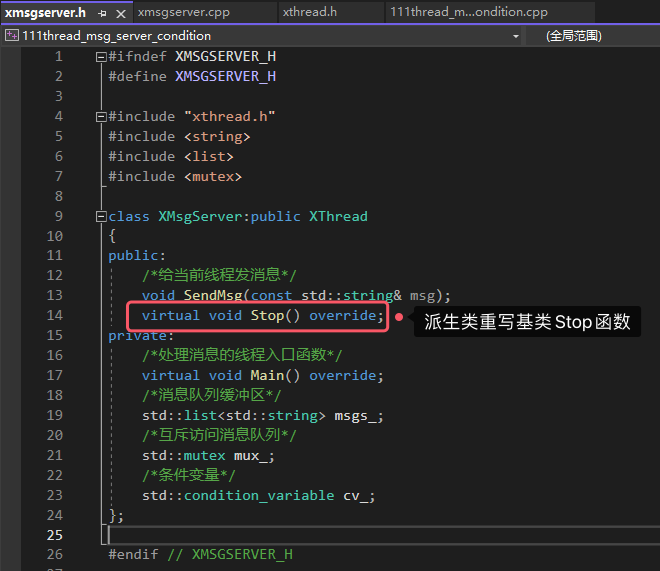 xmsgserver.h xmsgserver.cpp xthread.h 111thread_m...ondition.cpp
111thread_msg_server_condition (全局范围)
1 #ifndef XMSGSERVER_H
2 #define XMSGSERVER_H
3
4 #include "xthread.h"
5 #include <string>
6 #include <list>
7 #include <mutex>
8
9 class XMsgServer:public XThread
10 {
11 public:
12 /*给当前线程发消息*/
13 void SendMsg(const std::string& msg);
14 virtual void Stop() override; 派生类重写基类Stop函数
15 private:
16 /*处理消息的线程入口函数*/
17 virtual void Main() override;
18 /*消息队列缓冲区*/
19 std::list<std::string> msgs_;
20 /*互斥访问消息队列*/
21 std::mutex mux_;
22 /*条件变量*/
23 std::condition_variable cv_;
24 };
25
26 #endif // XMSGSERVER_H